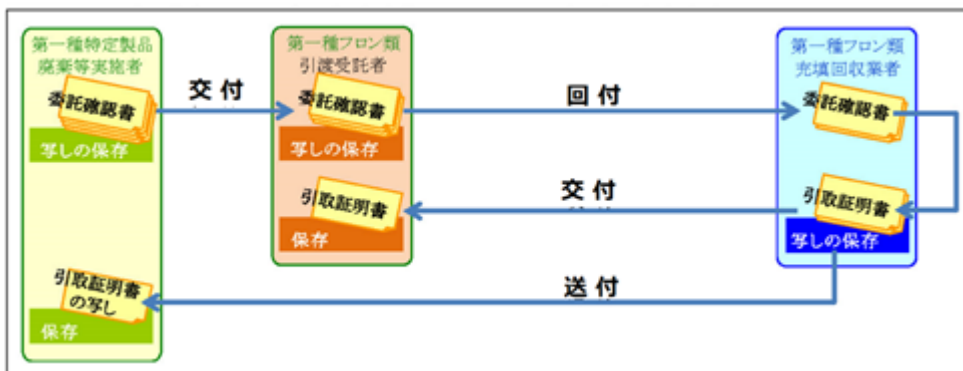 第一種特定製品
廃棄等実施者
委託確認書
写しの保存
引取証明書
の写し
保存
交付
第一種フロン類
引渡受託者
委託確認書
写しの保存
引取証明書
保存
回付
交付
送付
第一種フロン類
充填回収業者
委託確認書
引取証明書
写しの保存